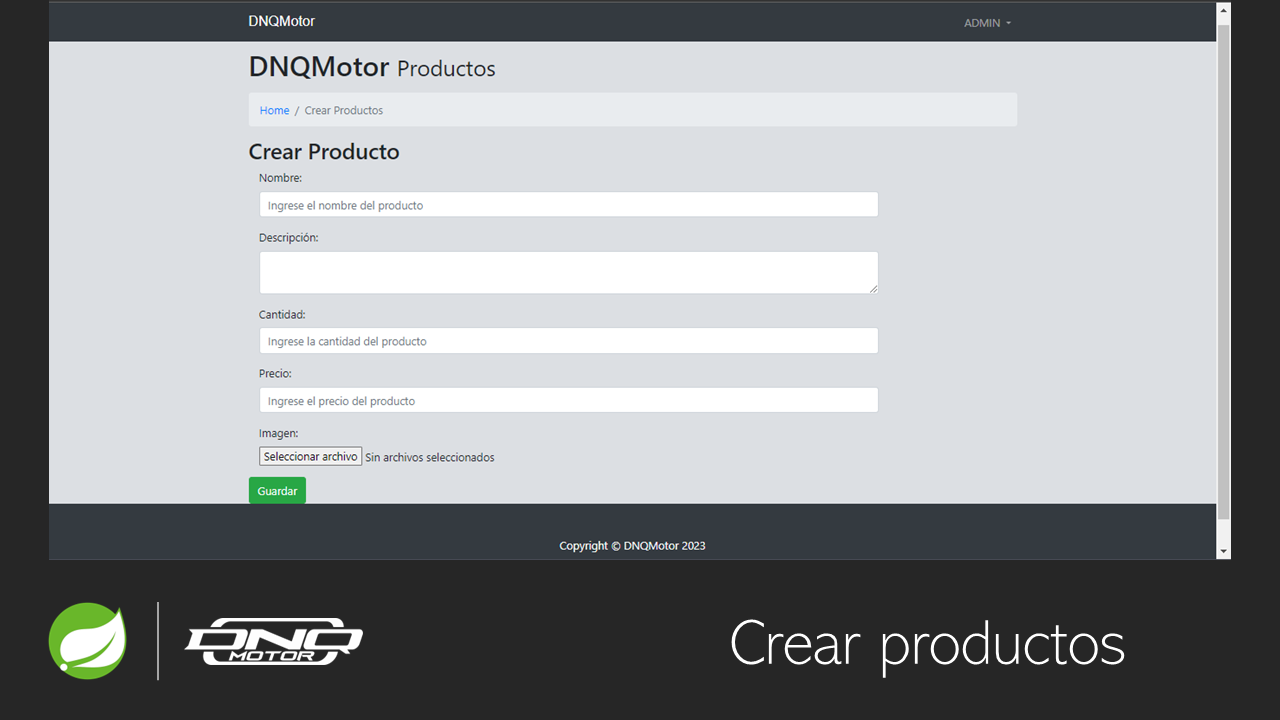 DNQMotor
ADMIN
DNQMotor Productos
Home / Crear Productos
Crear Producto
Nombre:
Ingrese el nombre del producto
Descripción:
Cantidad:
Ingrese la cantidad del producto
Precio:
Ingrese el precio del producto
Imagen:
Seleccionar archivo Sin archivos seleccionados
Guardar
Copyright © DNQMotor 2023
DNQ
MOTOR
Crear productos